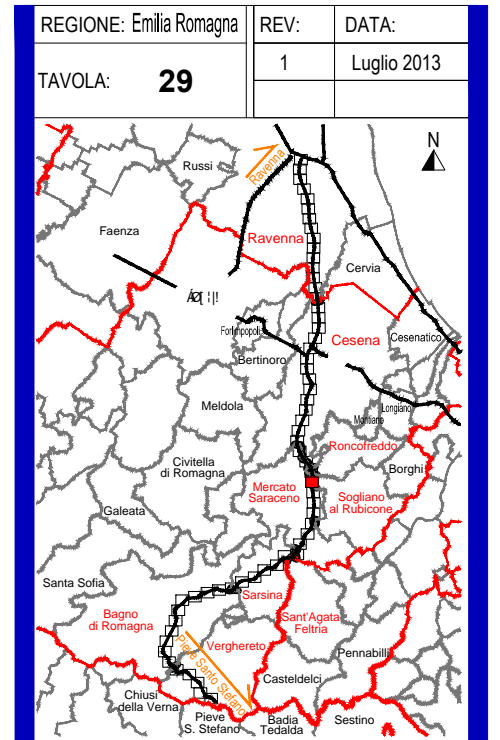 REGIONE: Emilia Romagna
REV:
DATA:
TAVOLA: 29
1
Luglio 2013
N
Russi
Ravenna
Faenza
Ravenna
Cervia
Forlimpopoli
Cesena
Cesenatico
Bertinoro
Meldola
Longiano
Montiano
Roncofreddo
Civitella
di Romagna
Borghi
Mercato
Saraceno
Sogliano
al Rubicone
Galeata
Santa Sofia
Sarsina
Bagno
di Romagna
Sant'Agata
Feltria
Verghereto
Pieve Santo Stefano
Pennabilli
Casteldelci
Chiusi
della Verna
Pieve
S. Stefano
Badia
Tedalda
Sestino